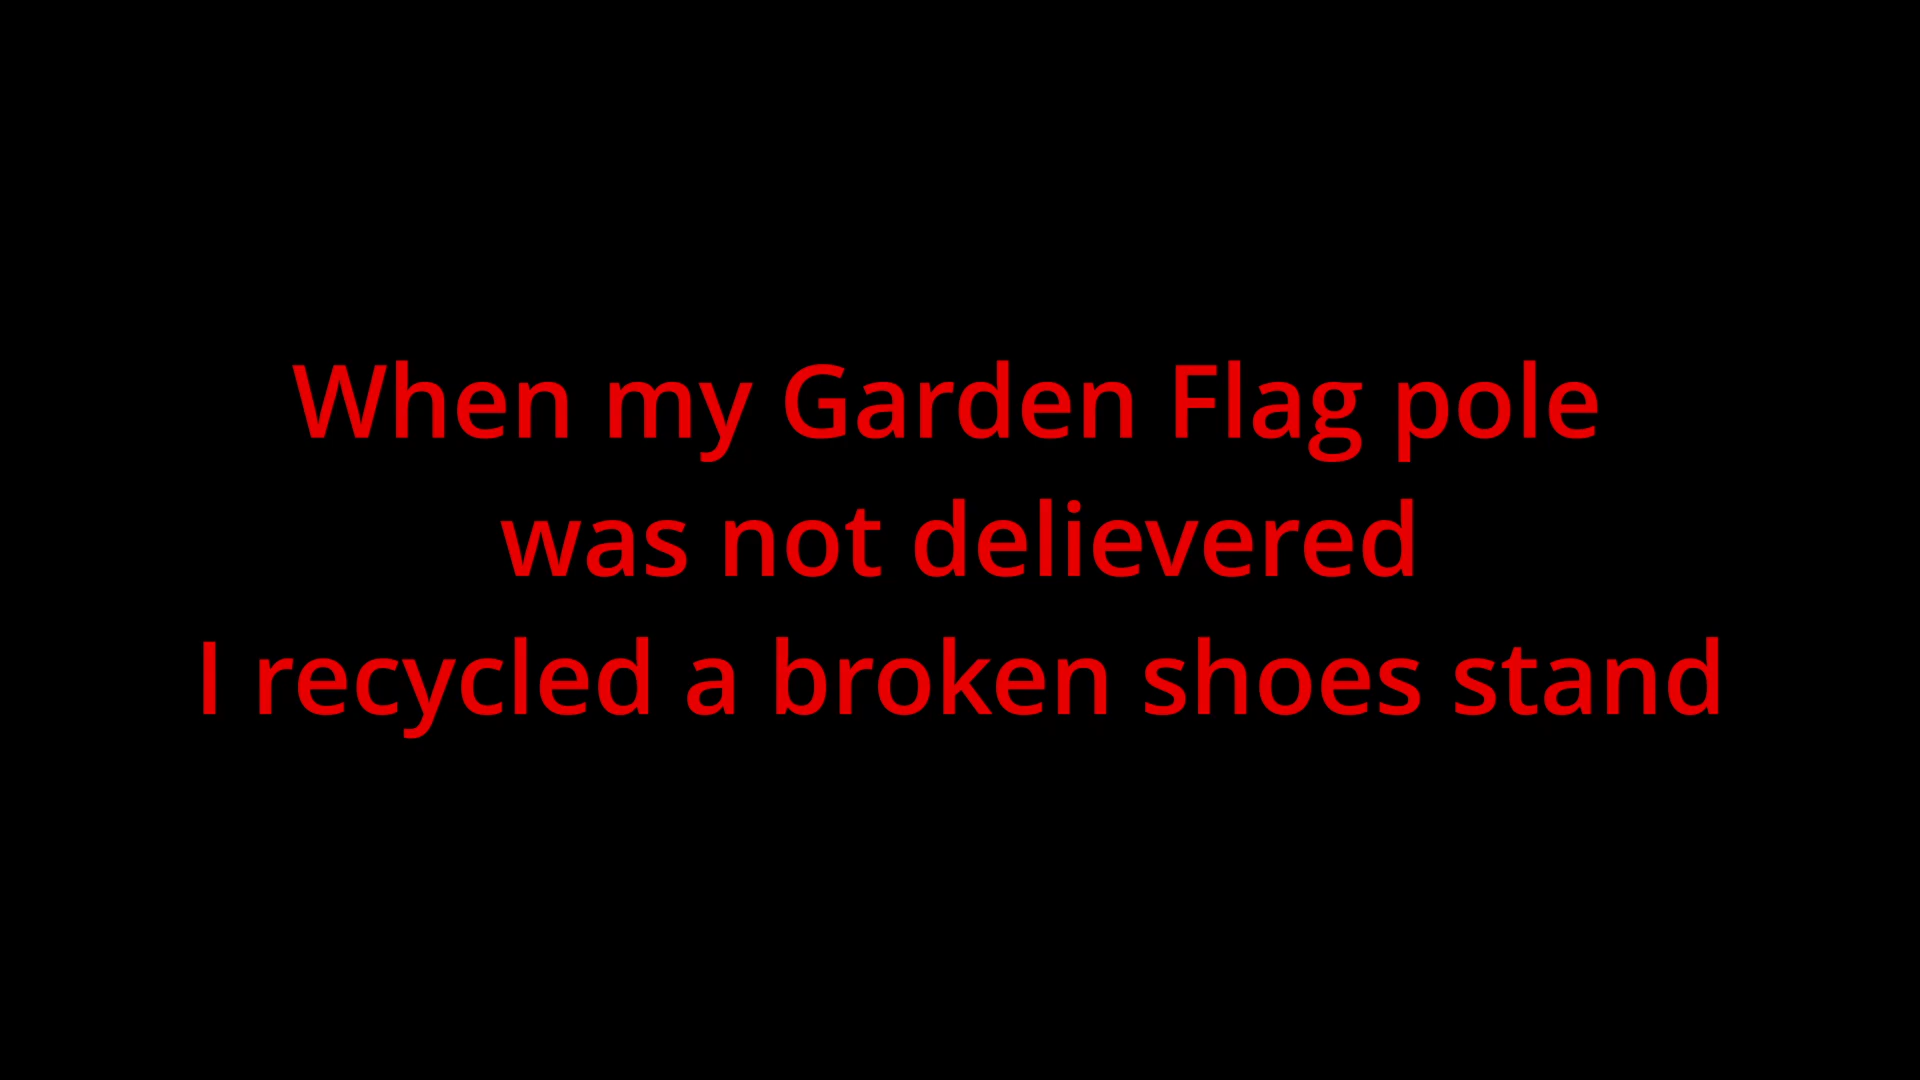 When my Garden Flag pole
was not delievered
I recycled a broken shoes stand